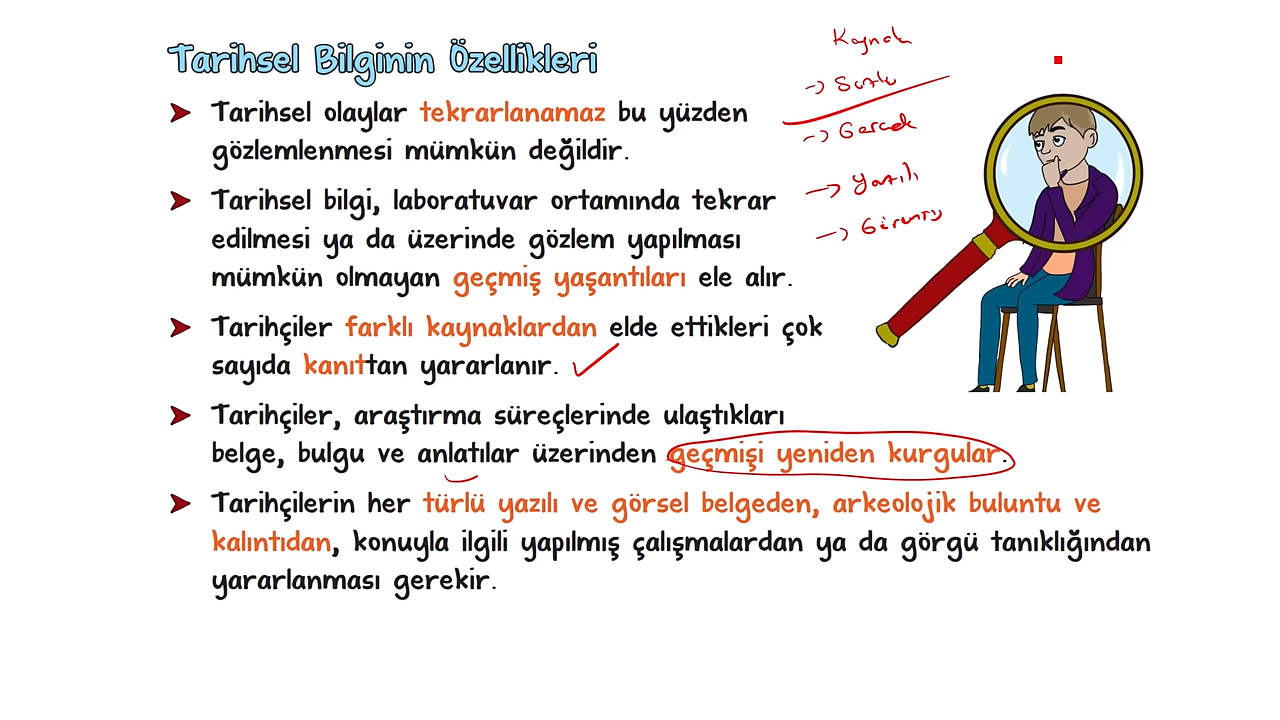 Tarihsel Bilginin Özellikleri
Tarihsel olaylar tekrarlanamaz bu yüzden
gözlemlenmesi mümkün değildir.
Tarihsel bilgi, laboratuvar ortamında tekrar
edilmesi ya da üzerinde gözlem yapılması
mümkün olmayan geçmiş yaşantıları ele alır.
Tarihçiler farklı kaynaklardan elde ettikleri çok
sayıda kanıttan yararlanır.
Tarihçiler, araştırma süreçlerinde ulaştıkları
belge, bulgu ve anlatılar üzerinden geçmişi yeniden kurgular.
Tarihçilerin her türlü yazılı ve görsel belgeden, arkeolojik buluntu ve
kalıntıdan, konuyla ilgili yapılmış çalışmalardan ya da görgü tanıklığından
yararlanması gerekir.
Kaynak
→ Sözlü
→ Gerçek
→ Yazılı